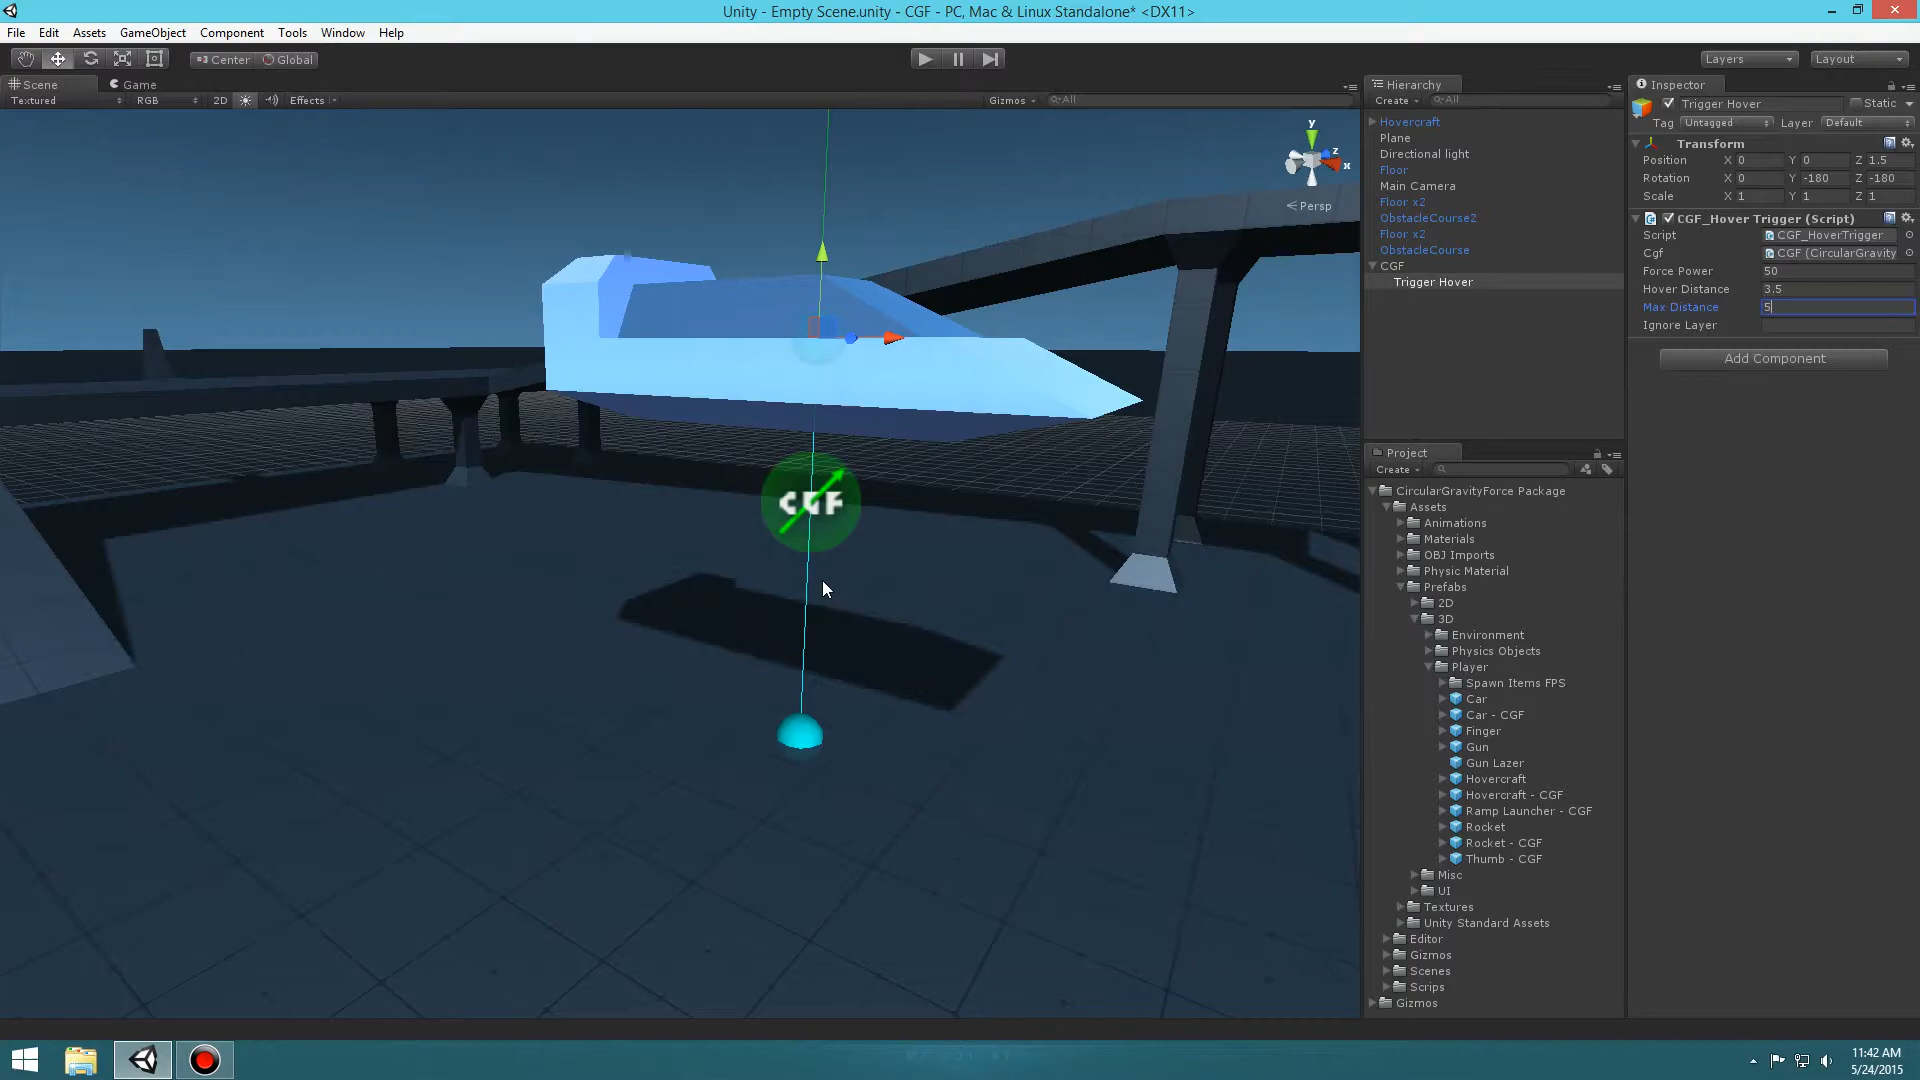 Unity - Empty Scene.unity - CGF - PC, Mac & Linux Standalone* <DX11>
File Edit Assets GameObject Component Tools Window Help
Center Global Layers Layout
Scene Game
Textured RGB 2D Effects Gizmos All
y
z
x
Persp
CGF
Hierarchy
Create All
Hovercraft
Plane
Directional light
Floor
Main Camera
Floor x2
ObstacleCourse2
Floor x2
ObstacleCourse
CGF
Trigger Hover
Project
Create
CircularGravityForce Package
Assets
Animations
Materials
OBJ Imports
Physic Material
Prefabs
2D
3D
Environment
Physics Objects
Player
Spawn Items FPS
Car
Car - CGF
Finger
Gun
Gun Lazer
Hovercraft
Hovercraft - CGF
Ramp Launcher - CGF
Rocket
Rocket - CGF
Thumb - CGF
Misc
UI
Textures
Unity Standard Assets
Editor
Gizmos
Scenes
Scrips
Gizmos
Inspector
Trigger Hover Static
Tag Untagged Layer Default
Transform
Position X 0 Y 0 Z 1.5
Rotation X 0 Y -180 Z -180
Scale X 1 Y 1 Z 1
CGF_Hover Trigger (Script)
Script CGF_HoverTrigger
Cgf CGF (CircularGravity
Force Power 50
Hover Distance 3.5
Max Distance 5
Ignore Layer
Add Component
11:42 AM
5/24/2015